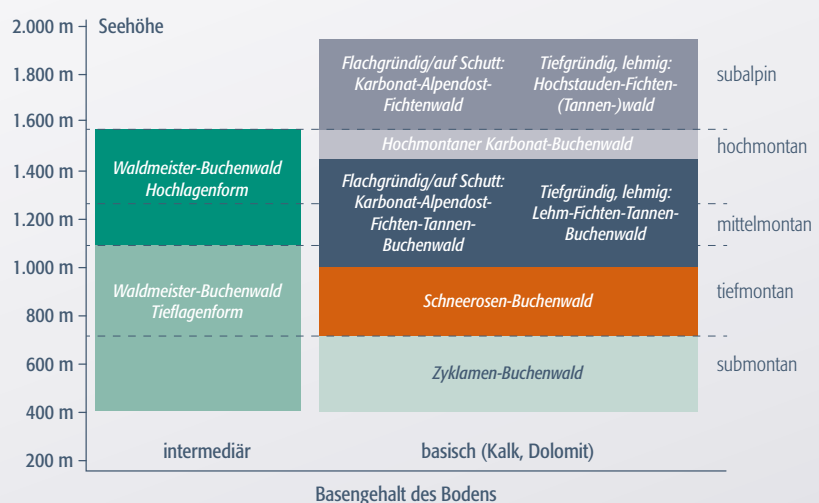 2.000 m
Seehöhe
1.800 m
1.600 m
1.400 m
1.200 m
1.000 m
800 m
600 m
400 m
200 m
Waldmeister-Buchenwald
Hochlagenform
Waldmeister-Buchenwald
Tieflagenform
Flachgründig/auf Schutt:
Karbonat-Alpendost-
Fichtenwald
Tiefgründig, lehmig:
Hochstauden-Fichten-
(Tannen-)wald
Hochmontaner Karbonat-Buchenwald
Flachgründig/auf Schutt:
Karbonat-Alpendost-
Fichten-Tannen-
Buchenwald
Tiefgründig, lehmig:
Lehm-Fichten-Tannen-
Buchenwald
Schneerosen-Buchenwald
Zyklamen-Buchenwald
subalpin
hochmontan
mittelmontan
tiefmontan
submontan
intermediär
basisch (Kalk, Dolomit)
Basengehalt des Bodens